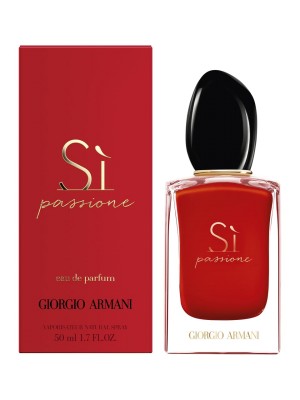 Sì
passione
eau de parfum
GIORGIO ARMANI
VAPORISATEUR NATURAL SPRAY
50 ml 1.7 FL.OZ.
Sì
passione
GIORGIO ARMANI